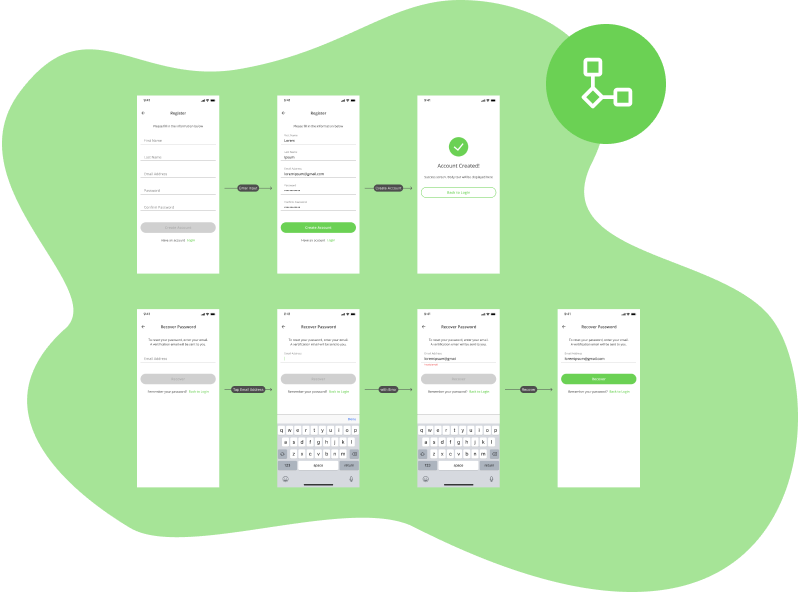 9:41
Register
Please fill in the information below
First Name
Last Name
Email Address
Password
Confirm Password
Create Account
Have an account? Login
Enter Input
9:41
Register
Please fill in the information below
First Name
Lorem
Last Name
Ipsum
Email Address
loremipsum@gmail.com
Password
Confirm Password
Create Account
Have an account? Login
Create Account
9:41
Account Created!
Back to Login
9:41
Recover Password
To reset your password, enter your email.
A verification email will be sent to you.
Email Address
Recover
Remember your password? Back to Login
Tap Email Address
9:41
Recover Password
To reset your password, enter your email.
A verification email will be sent to you.
Email Address
Recover
Remember your password? Back to Login
q w e r t y u i o p
a s d f g h j k l
z x c v b n m
123 space
with Error
9:41
Recover Password
To reset your password, enter your email.
A verification email will be sent to you.
Email Address
loremipsum@gmail
Recover
Remember your password? Back to Login
q w e r t y u i o p
a s d f g h j k l
z x c v b n m
123 space
Recover
9:41
Recover Password
To reset your password, enter your email.
A verification email will be sent to you.
Email Address
loremipsum@gmail.com
Recover
Remember your password? Back to Login